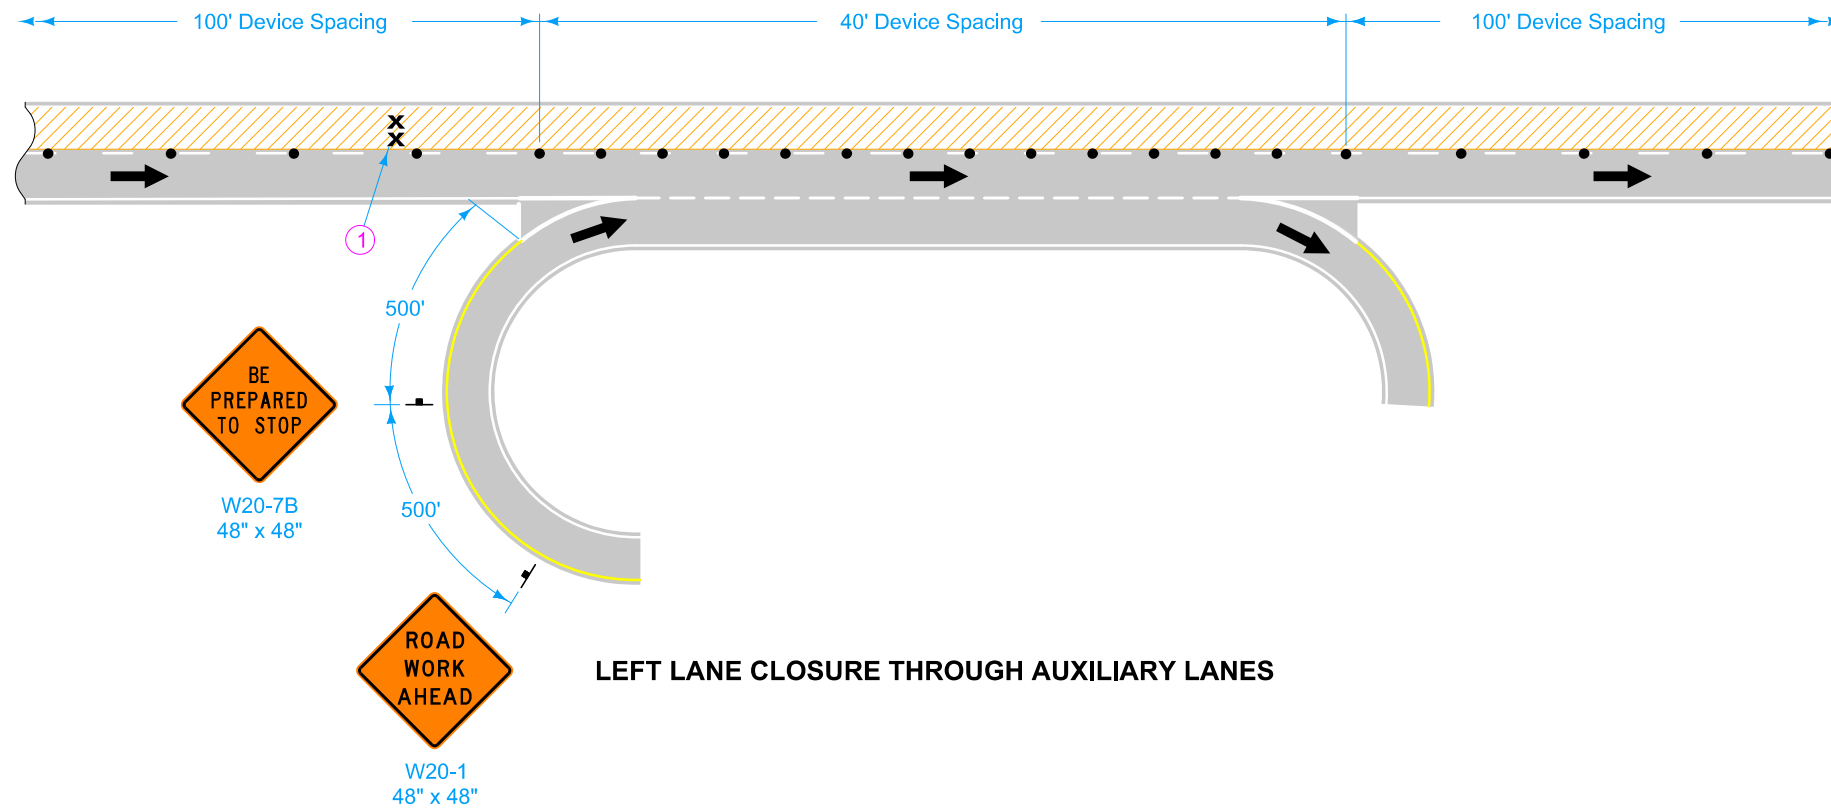 100' Device Spacing
40' Device Spacing
100' Device Spacing
X
X
1
500'
BE
PREPARED
TO STOP
W20-7B
48" x 48"
500'
ROAD
WORK
AHEAD
W20-1
48" x 48"
LEFT LANE CLOSURE THROUGH AUXILIARY LANES